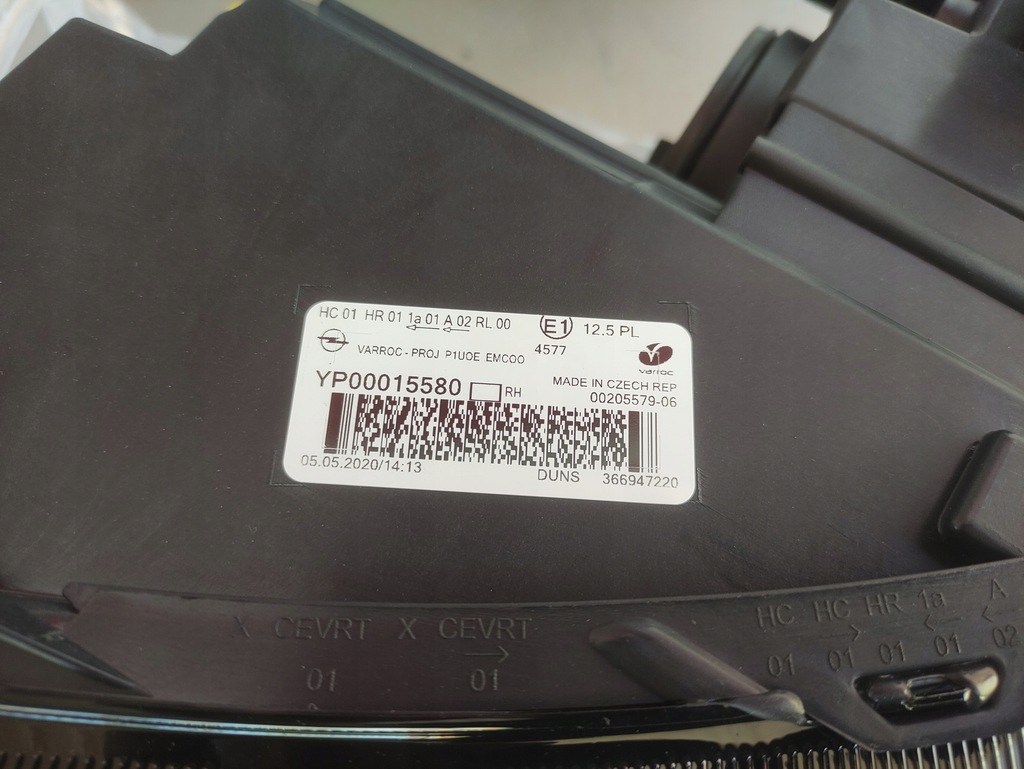 HC 01 HR 01 1a 01 A 02 RL 00
E1 12.5 PL
4577
VARROC - PROJ P1UOE EMCOO
varroc
YP00015580 RH
MADE IN CZECH REP
00205579-06
05.05.2020/14:13
DUNS 366947220
X CEVRT X CEVRT
01 01
HC HC HR 1a A
01 01 01 01 02